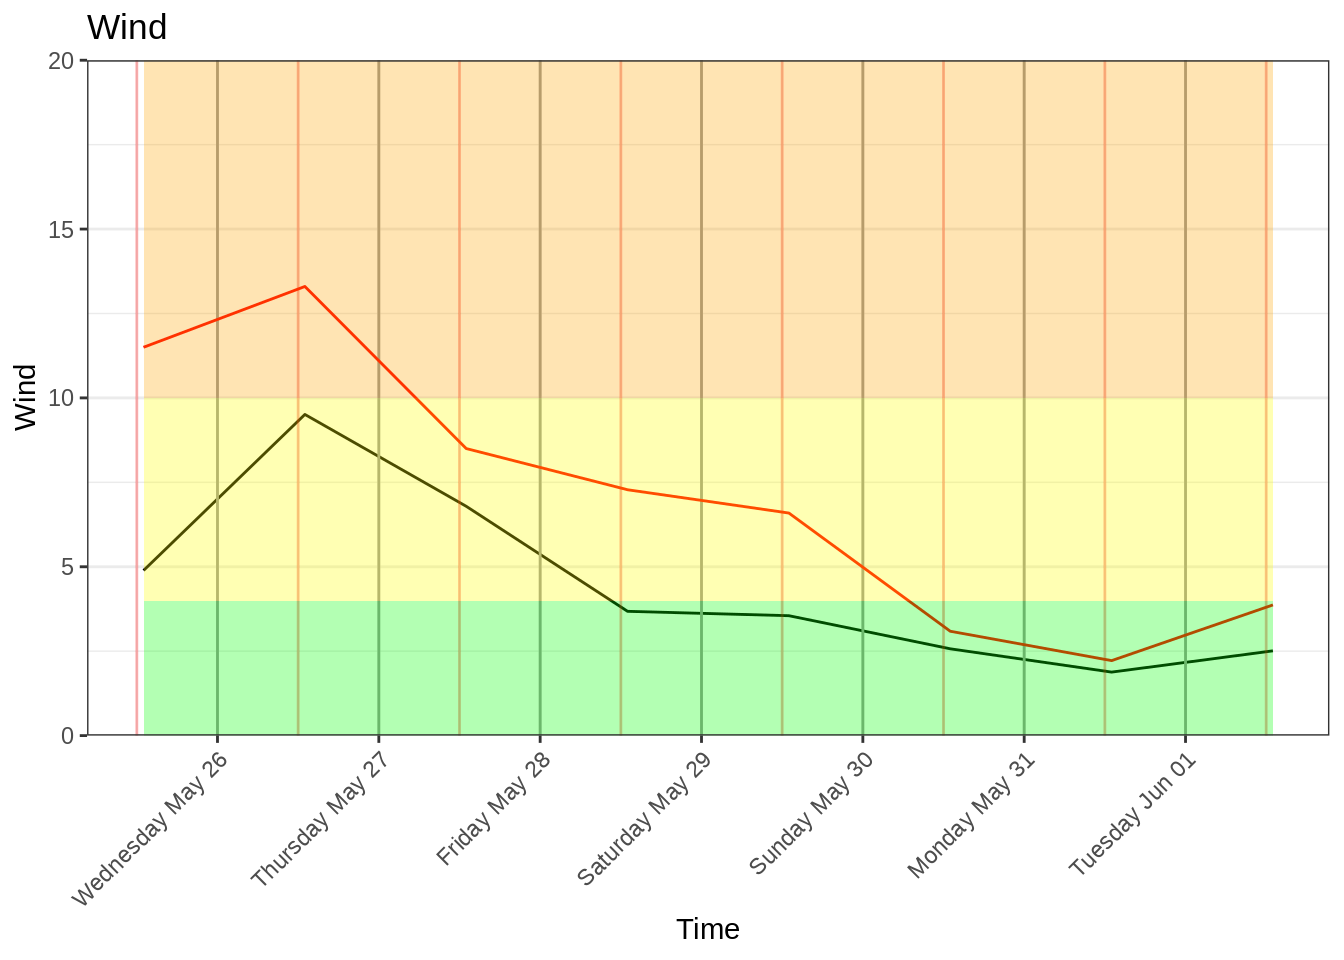 Wind
20
15
10
5
0
Wind
Wednesday May 26
Thursday May 27
Friday May 28
Saturday May 29
Sunday May 30
Monday May 31
Tuesday Jun 01
Time